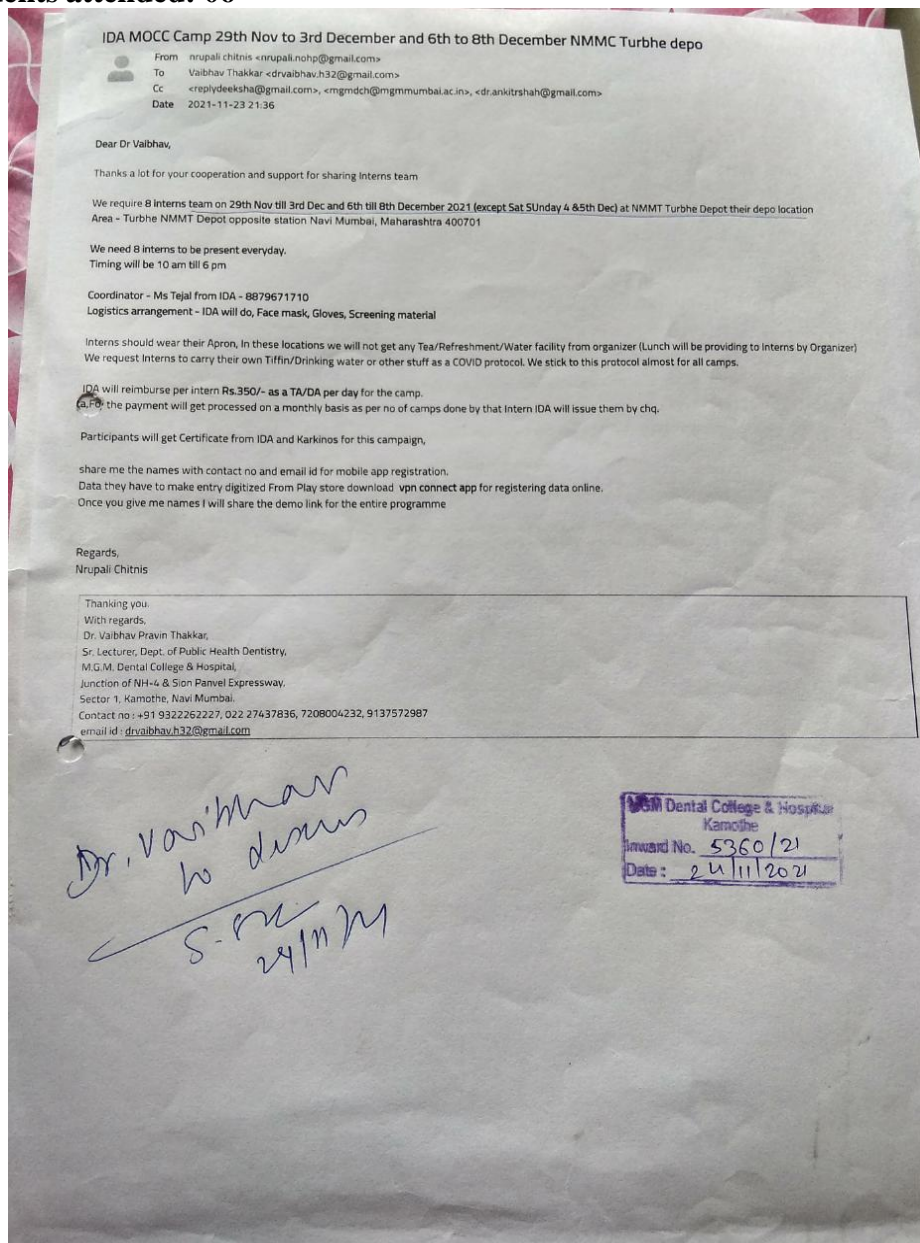 ents attended: 06
IDA MOCC Camp 29th Nov to 3rd December and 6th to 8th December NMMC Turbhe depo
From nrupali chitnis <nrupali.nohp@gmail.com>
To Vaibhav Thakkar <drvaibhav.h32@gmail.com>
Cc <replydeeksha@gmail.com>, <mgmdch@mgmmumbai.ac.in>, <dr.ankitrshah@gmail.com>
Date 2021-11-23 21:36
Dear Dr Vaibhav,
Thanks a lot for your cooperation and support for sharing Interns team
We require 8 interns team on 29th Nov till 3rd Dec and 6th till 8th December 2021 (except Sat SUnday 4 &5th Dec) at NMMT Turbhe Depot their depo location
Area - Turbhe NMMT Depot opposite station Navi Mumbai, Maharashtra 400701
We need 8 interns to be present everyday.
Timing will be 10 am till 6 pm
Coordinator - Ms Tejal from IDA - 8879671710
Logistics arrangement - IDA will do, Face mask, Gloves, Screening material
Interns should wear their Apron, In these locations we will not get any Tea/Refreshment/Water facility from organizer (Lunch will be providing to Interns by Organizer)
We request Interns to carry their own Tiffin/Drinking water or other stuff as a COVID protocol. We stick to this protocol almost for all camps.
IDA will reimburse per intern Rs.350/- as a TA/DA per day for the camp.
the payment will get processed on a monthly basis as per no of camps done by that Intern IDA will issue them by chq.
Participants will get Certificate from IDA and Karkinos for this campaign,
share me the names with contact no and email id for mobile app registration.
Data they have to make entry digitized From Play store download vpn connect app for registering data online.
Once you give me names I will share the demo link for the entire programme
Regards,
Nrupali Chitnis
Thanking you.
With regards,
Dr. Vaibhav Pravin Thakkar,
Sr. Lecturer, Dept. of Public Health Dentistry,
M.G.M. Dental College & Hospital,
Junction of NH-4 & Sion Panvel Expressway,
Sector 1, Kamothe, Navi Mumbai.
Contact no : +91 9322262227, 022 27437836, 7208004232, 9137572987
email id : drvaibhav.h32@gmail.com
Dr. Vaibhav
to discuss
24/11/21
MGM Dental College & Hospital
Kamothe
Inward No. 5360/21
Date : 24/11/2021